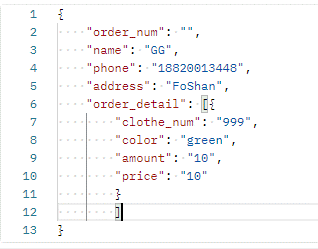 1 {
2 "order_num": "",
3 "name": "GG",
4 "phone": "18820013448",
5 "address": "FoShan",
6 "order_detail": [{
7 "clothe_num": "999",
8 "color": "green",
9 "amount": "10",
10 "price": "10"
11 }
12 ]
13 }